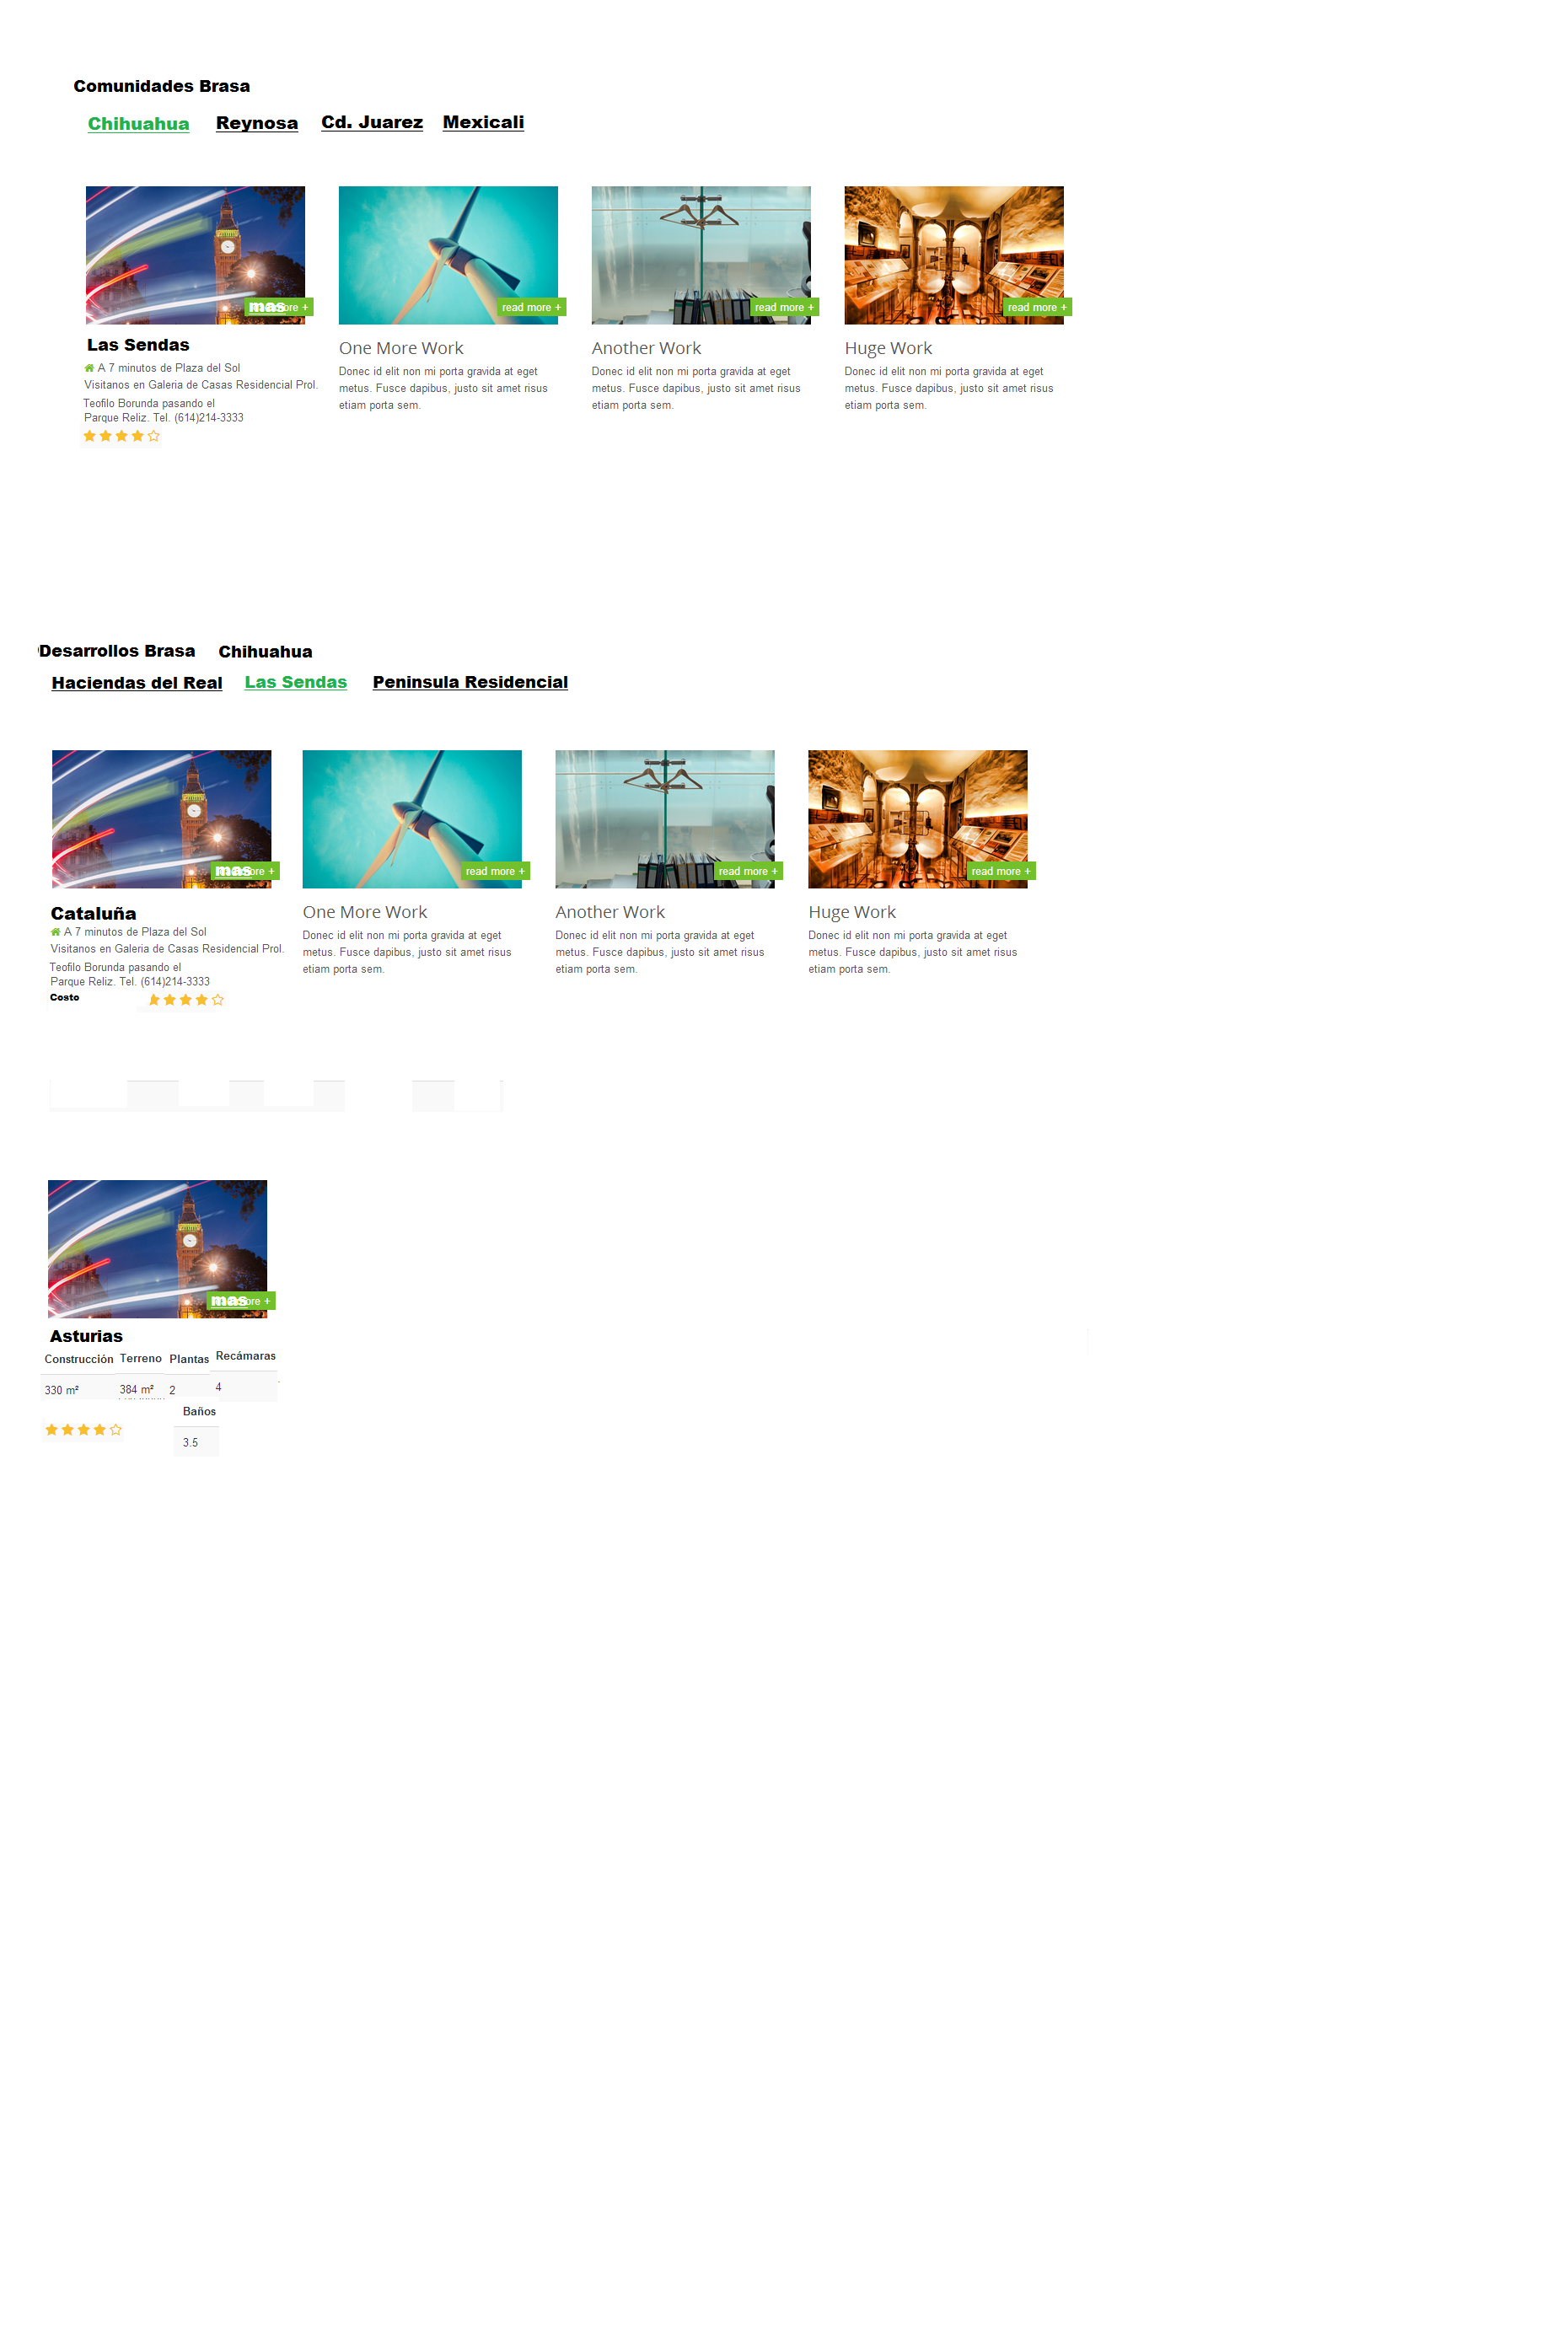 Comunidades Brasa
Chihuahua Reynosa Cd. Juarez Mexicali
mas ore +
read more +
read more +
read more +
Las Sendas
A 7 minutos de Plaza del Sol
Visitanos en Galeria de Casas Residencial Prol.
Teofilo Borunda pasando el
Parque Reliz. Tel. (614)214-3333
One More Work
Donec id elit non mi porta gravida at eget
metus. Fusce dapibus, justo sit amet risus
etiam porta sem.
Another Work
Donec id elit non mi porta gravida at eget
metus. Fusce dapibus, justo sit amet risus
etiam porta sem.
Huge Work
Donec id elit non mi porta gravida at eget
metus. Fusce dapibus, justo sit amet risus
etiam porta sem.
Desarrollos Brasa Chihuahua
Haciendas del Real Las Sendas Peninsula Residencial
mas ore +
read more +
read more +
read more +
Cataluña
A 7 minutos de Plaza del Sol
Visitanos en Galeria de Casas Residencial Prol.
Teofilo Borunda pasando el
Parque Reliz. Tel. (614)214-3333
Costo
One More Work
Donec id elit non mi porta gravida at eget
metus. Fusce dapibus, justo sit amet risus
etiam porta sem.
Another Work
Donec id elit non mi porta gravida at eget
metus. Fusce dapibus, justo sit amet risus
etiam porta sem.
Huge Work
Donec id elit non mi porta gravida at eget
metus. Fusce dapibus, justo sit amet risus
etiam porta sem.
mas ore +
Asturias
Construcción Terreno Plantas Recámaras
330 m² 384 m² 2 4
Baños
3.5